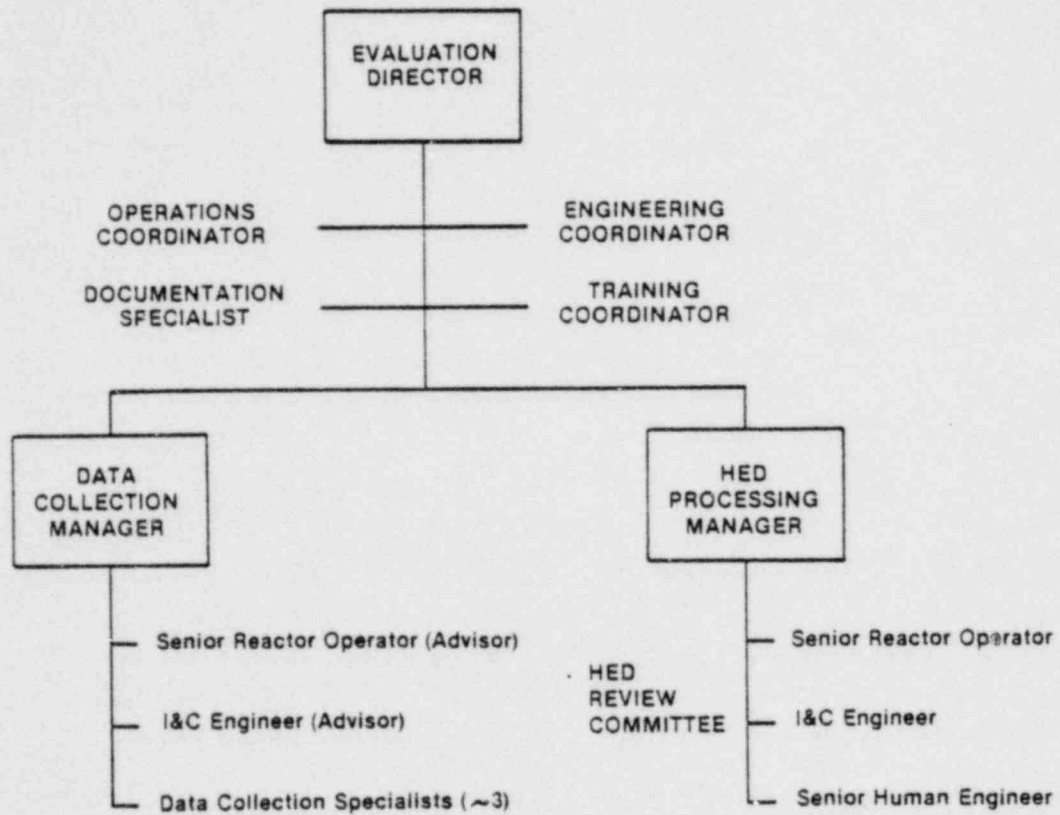 EVALUATION
DIRECTOR
OPERATIONS
COORDINATOR
ENGINEERING
COORDINATOR
DOCUMENTATION
SPECIALIST
TRAINING
COORDINATOR
DATA
COLLECTION
MANAGER
HED
PROCESSING
MANAGER
Senior Reactor Operator (Advisor)
I&C Engineer (Advisor)
Data Collection Specialists (~3)
HED
REVIEW
COMMITTEE
Senior Reactor Operator
I&C Engineer
Senior Human Engineer